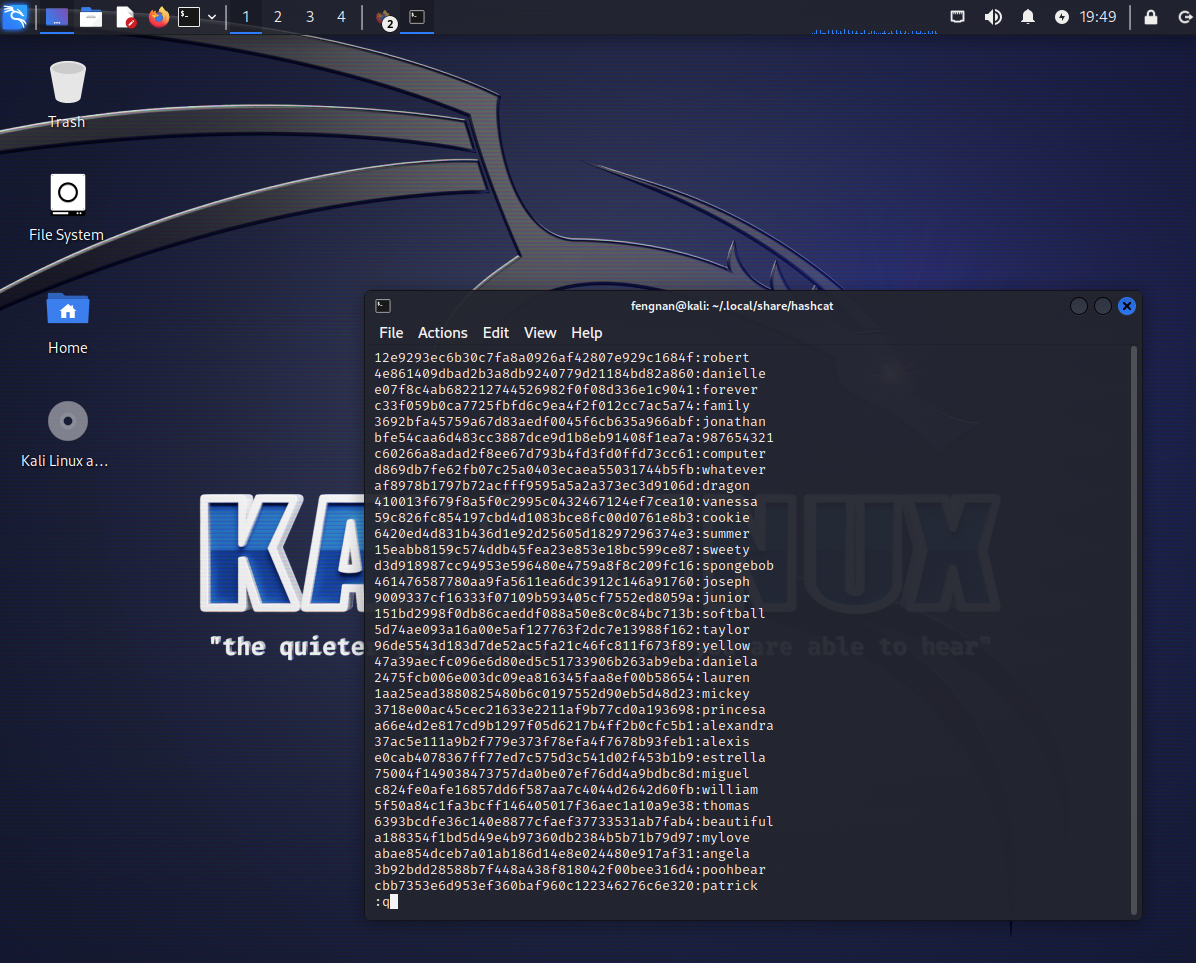 1 2 3 4
2
19:49
Trash
File System
Home
Kali Linux a…
"the quieter
are able to hear"
fengnan@kali: ~/.local/share/hashcat
File Actions Edit View Help
12e9293ec6b30c7fa8a0926af42807e929c1684f:robert
4e861409dbad2b3a8db9240779d21184bd82a860:danielle
e07f8c4ab682212744526982f0f08d336e1c9041:forever
c33f059b0ca7725fbfd6c9ea4f2f012cc7ac5a74:family
3692bfa45759a67d83aedf0045f6cb635a966abf:jonathan
bfe54caa6d483cc3887dce9d1b8eb91408f1ea7a:987654321
c60266a8adad2f8ee67d793b4fd3fd0ffd73cc61:computer
d869db7fe62fb07c25a0403ecaea55031744b5fb:whatever
af8978b1797b72acfff9595a5a2a373ec3d9106d:dragon
410013f679f8a5f0c2995c0432467124ef7cea10:vanessa
59c826fc854197cbd4d1083bce8fc00d0761e8b3:cookie
6420ed4d831b436d1e92d25605d18297296374e3:summer
15eabb8159c574ddb45fea23e853e18bc599ce87:sweety
d3d918987cc94953e596480e4759a8f8c209fc16:spongebob
461476587780aa9fa5611ea6dc3912c146a91760:joseph
9009337cf16333f07109b593405cf7552ed8059a:junior
151bd2998f0db86caeddf088a50e8c0c84bc713b:softball
5d74ae093a16a00e5af127763f2dc7e13988f162:taylor
96de5543d183d7de52ac5fa21c46fc811f673f89:yellow
47a39aecfc096e6d80ed5c51733906b263ab9eba:daniela
2475fcb006e003dc09ea816345faa8ef00b58654:lauren
1aa25ead3880825480b6c0197552d90eb5d48d23:mickey
3718e00ac45cec21633e2211af9b77cd0a193698:princesa
a66e4d2e817cd9b1297f05d6217b4ff2b0cfc5b1:alexandra
37ac5e111a9b2f779e373f78efa4f7678b93feb1:alexis
e0cab4078367ff77ed7c575d3c541d02f453b1b9:estrella
75004f149038473757da0be07ef76dd4a9bdbc8d:miguel
c824fe0afe16857dd6f587aa7c4044d2642d60fb:william
5f50a84c1fa3bcff146405017f36aec1a10a9e38:thomas
6393bcdfe36c140e8877cfaef37733531ab7fab4:beautiful
a188354f1bd5d49e4b97360db2384b5b71b79d97:mylove
abae854dceb7a01ab186d14e8e024480e917af31:angela
3b92bdd28588b7f448a438f818042f00bee316d4:poohbear
cbb7353e6d953ef360baf960c122346276c6e320:patrick
:q